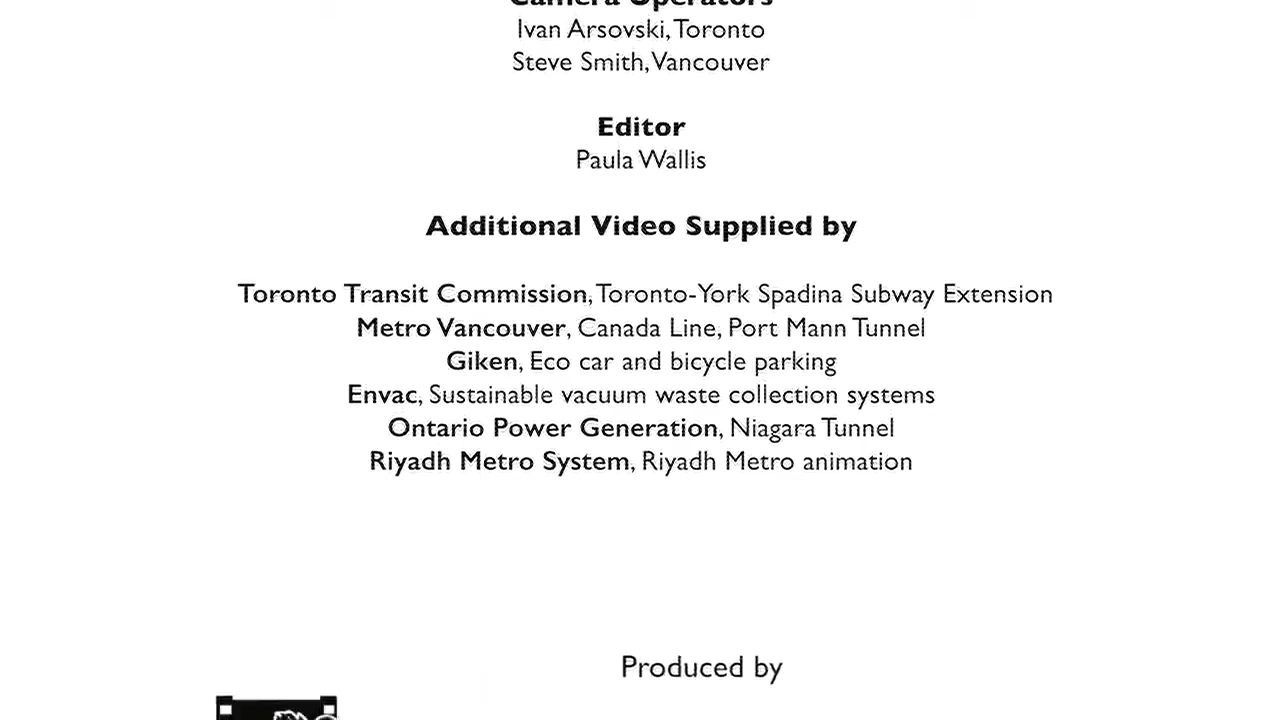 Camera Operators
Ivan Arsovski, Toronto
Steve Smith, Vancouver
Editor
Paula Wallis
Additional Video Supplied by
Toronto Transit Commission, Toronto-York Spadina Subway Extension
Metro Vancouver, Canada Line, Port Mann Tunnel
Giken, Eco car and bicycle parking
Envac, Sustainable vacuum waste collection systems
Ontario Power Generation, Niagara Tunnel
Riyadh Metro System, Riyadh Metro animation
Produced by